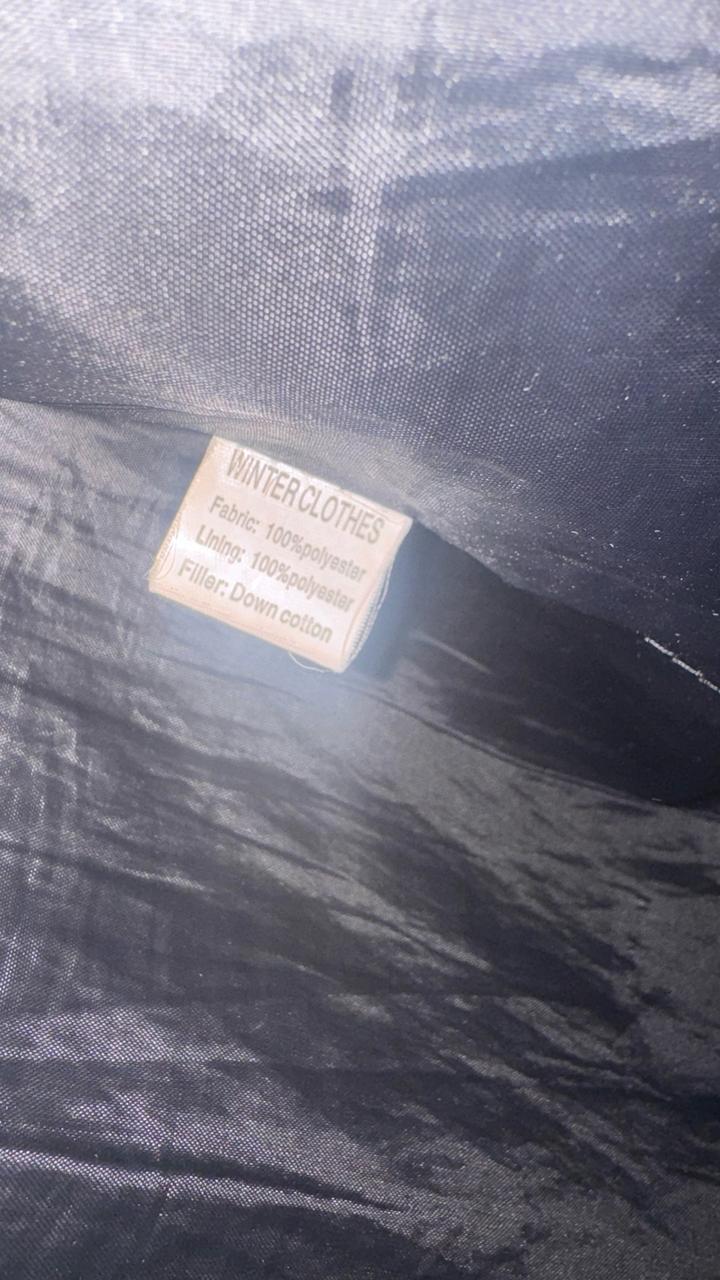 WINTER CLOTHES
Fabric: 100%polyester
Lining: 100%polyester
Filler: Down cotton